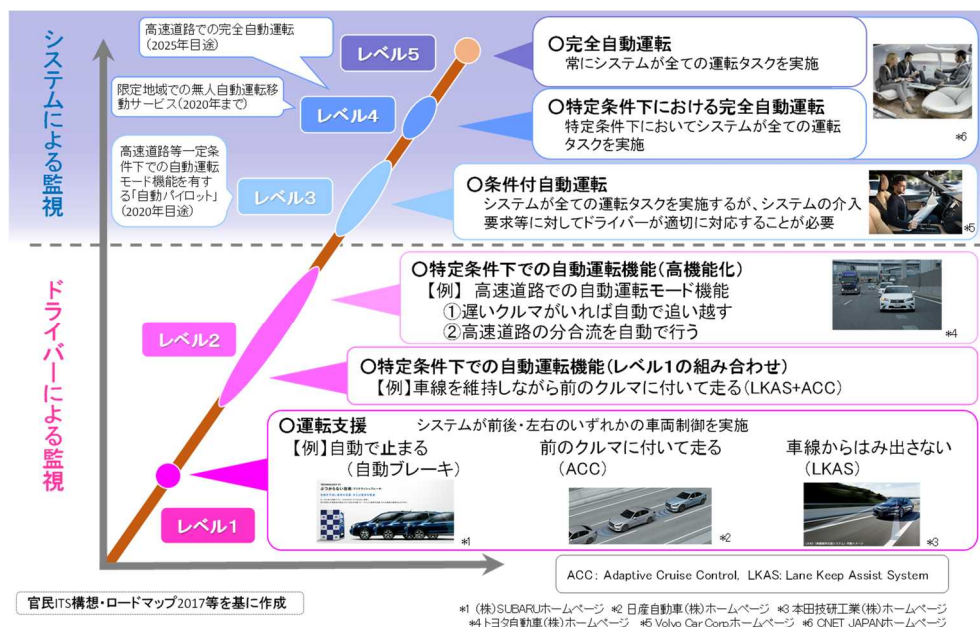 システムによる監視
ドライバーによる監視
高速道路での完全自動運転
(2025年目途)
レベル5
〇完全自動運転
常にシステムが全ての運転タスクを実施
限定地域での無人自動運転移
動サービス(2020年まで)
レベル4
〇特定条件下における完全自動運転
特定条件下においてシステムが全ての運転
タスクを実施
*6
高速道路等一定条
件下での自動運転
モード機能を有す
る「自動パイロット」
(2020年目途)
レベル3
〇条件付自動運転
システムが全ての運転タスクを実施するが、システムの介入
要求等に対してドライバーが適切に対応することが必要
*5
〇特定条件下での自動運転機能(高機能化)
【例】 高速道路での自動運転モード機能
①遅いクルマがいれば自動で追い越す
②高速道路の分合流を自動で行う
*4
レベル2
〇特定条件下での自動運転機能(レベル1の組み合わせ)
【例】車線を維持しながら前のクルマに付いて走る(LKAS+ACC)
〇運転支援 システムが前後・左右のいずれかの車両制御を実施
【例】自動で止まる
(自動ブレーキ)
前のクルマに付いて走る
(ACC)
車線からはみ出さない
(LKAS)
ぶつからない技術
*1
*2
*3
レベル1
ACC: Adaptive Cruise Control, LKAS: Lane Keep Assist System
官民ITS構想・ロードマップ2017等を基に作成
*1 (株)SUBARUホームページ *2 日産自動車(株)ホームページ *3 本田技研工業(株)ホームページ
*4 トヨタ自動車(株)ホームページ *5 Volvo Car Corp.ホームページ *6 CNET JAPANホームページ